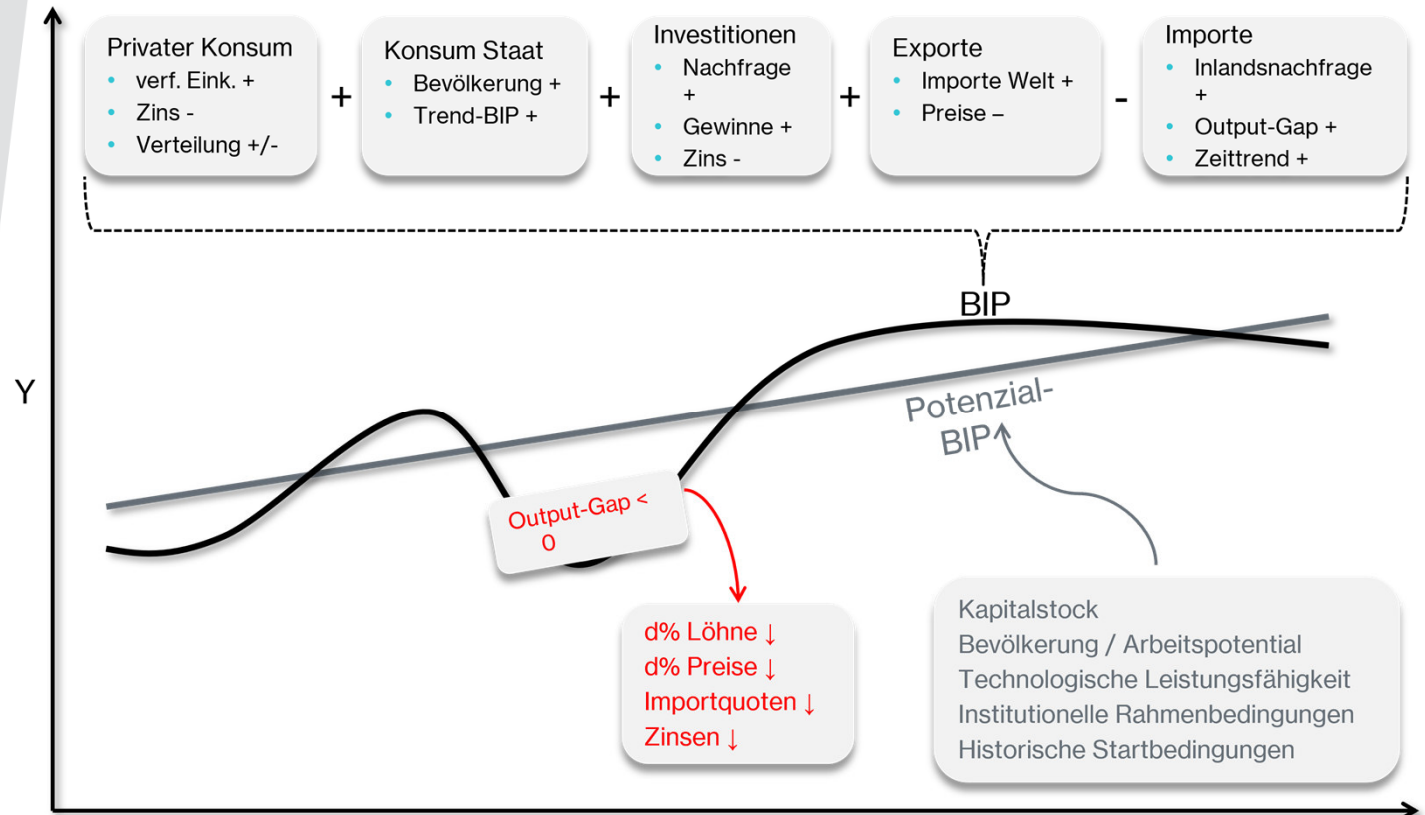 Privater Konsum
• verf. Eink. +
• Zins -
• Verteilung +/-
+
Konsum Staat
• Bevölkerung +
• Trend-BIP +
+
Investitionen
• Nachfrage
+
• Gewinne +
• Zins -
+
Exporte
• Importe Welt +
• Preise –
-
Importe
• Inlandsnachfrage
+
• Output-Gap +
• Zeittrend +
BIP
Y
Potenzial-
BIP
Output-Gap <
0
d% Löhne ↓
d% Preise ↓
Importquoten ↓
Zinsen ↓
Kapitalstock
Bevölkerung / Arbeitspotential
Technologische Leistungsfähigkeit
Institutionelle Rahmenbedingungen
Historische Startbedingungen